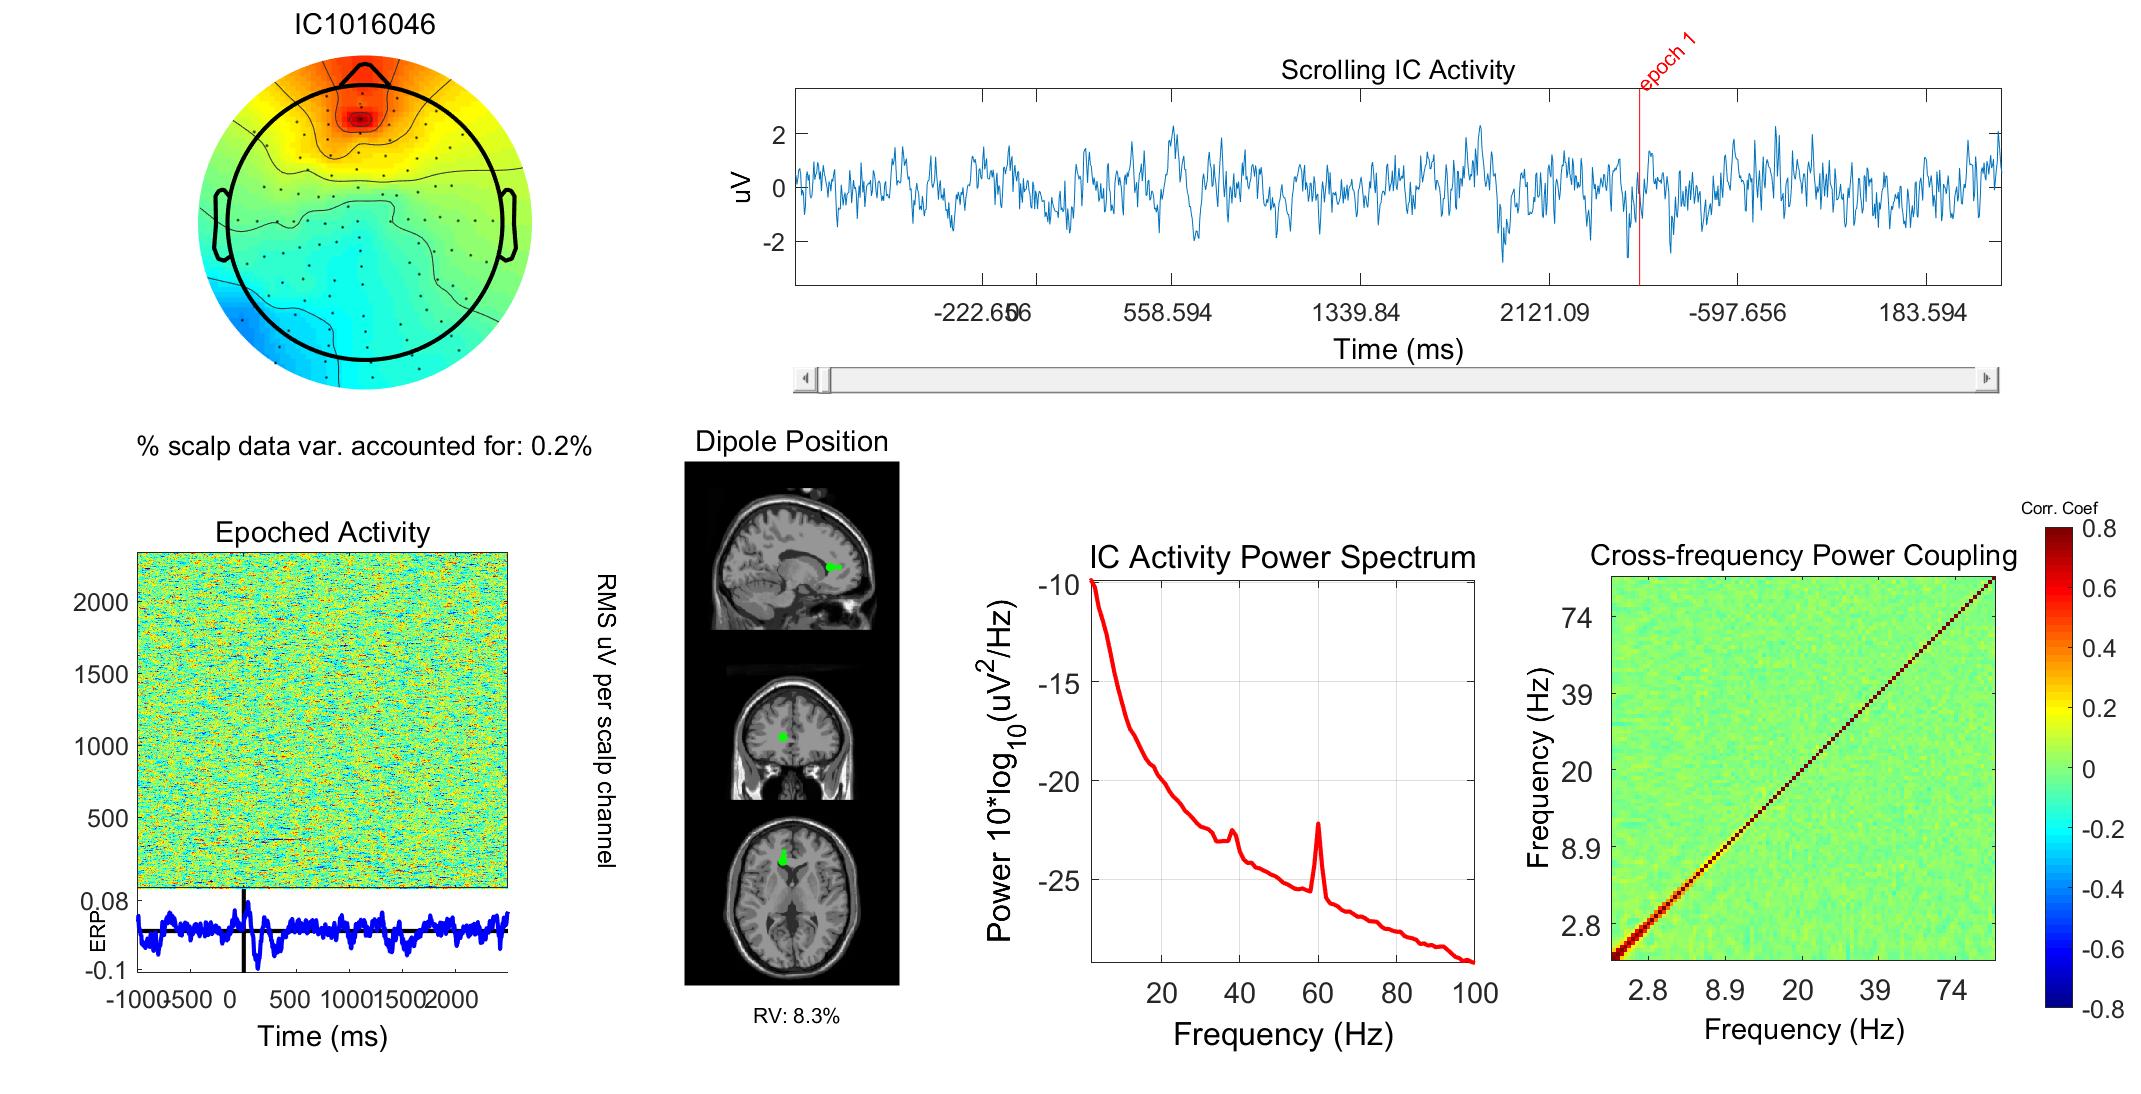 IC1016046
% scalp data var. accounted for: 0.2%
Scrolling IC Activity
epoch 1
uV
2
0
-2
-222.656
0
558.594
1339.84
2121.09
-597.656
183.594
Time (ms)
Epoched Activity
2000
1500
1000
500
0.08
-0.1
ERP
-1000
-500
0
500
1000
1500
2000
Time (ms)
RMS uV per scalp channel
Dipole Position
RV: 8.3%
IC Activity Power Spectrum
Power 10*log10(uV2/Hz)
-10
-15
-20
-25
20
40
60
80
100
Frequency (Hz)
Cross-frequency Power Coupling
Frequency (Hz)
74
39
20
8.9
2.8
2.8
8.9
20
39
74
Frequency (Hz)
Corr. Coef
0.8
0.6
0.4
0.2
0
-0.2
-0.4
-0.6
-0.8